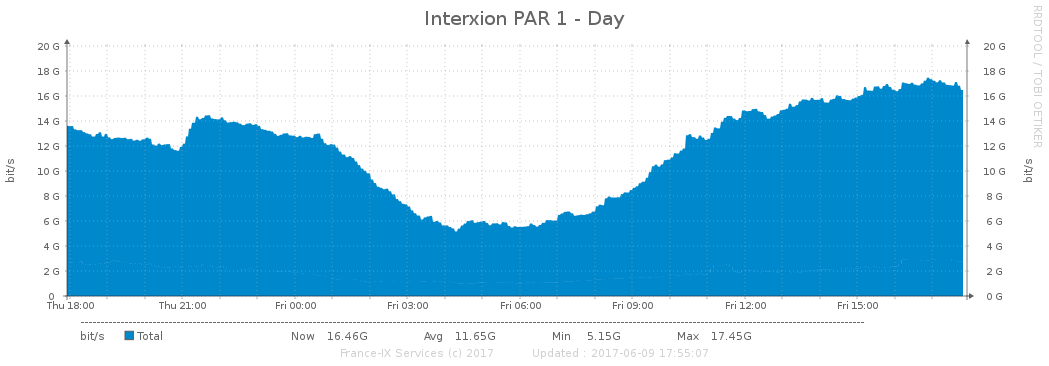 Interxion PAR 1 - Day
RRDTOOL / TOBI OETIKER
20 G 20 G
18 G 18 G
16 G 16 G
14 G 14 G
12 G 12 G
10 G 10 G
8 G 8 G
6 G 6 G
4 G 4 G
2 G 2 G
0 0 G
bit/s
bit/s
Thu 18:00 Thu 21:00 Fri 00:00 Fri 03:00 Fri 06:00 Fri 09:00 Fri 12:00 Fri 15:00
bit/s Total Now 16.46G Avg 11.65G Min 5.15G Max 17.45G
France-IX Services (c) 2017 Updated : 2017-06-09 17:55:07